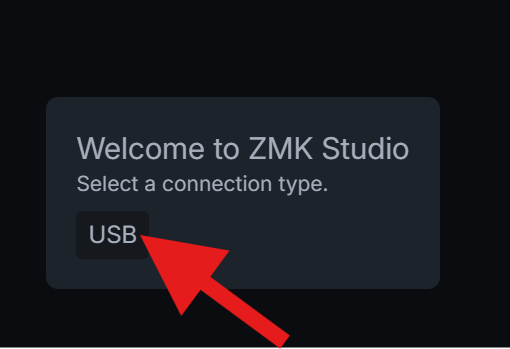 Welcome to ZMK Studio
Select a connection type.
USB